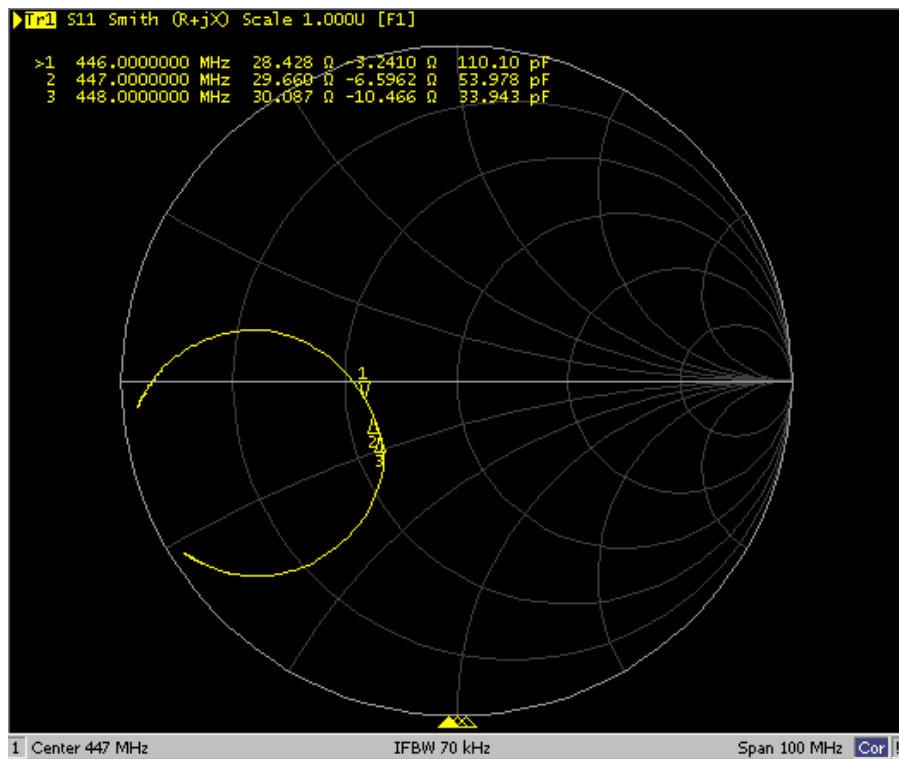 Tr1 S11 Smith (R+jX) Scale 1.000U [F1]
>1 446.0000000 MHz 28.428 Ω -3.2410 Ω 110.10 pF
2 447.0000000 MHz 29.660 Ω -6.5962 Ω 53.978 pF
3 448.0000000 MHz 30.087 Ω -10.466 Ω 33.943 pF
1
2
3
1 Center 447 MHz IFBW 70 kHz Span 100 MHz Cor !